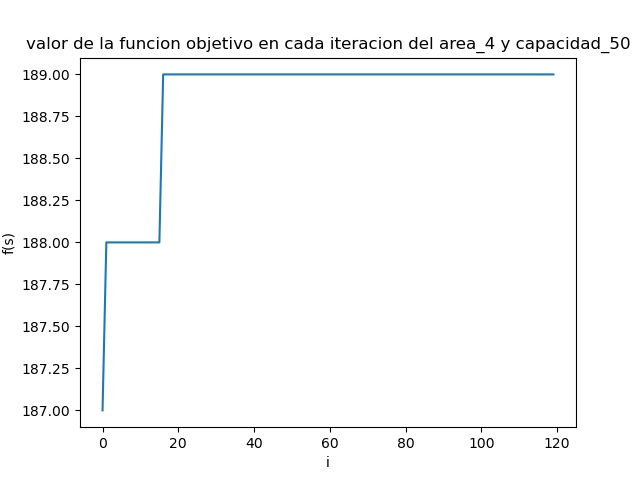 valor de la funcion objetivo en cada iteracion del area_4 y capacidad_50
189.00
188.75
188.50
188.25
188.00
187.75
187.50
187.25
187.00
f(s)
0 20 40 60 80 100 120
i